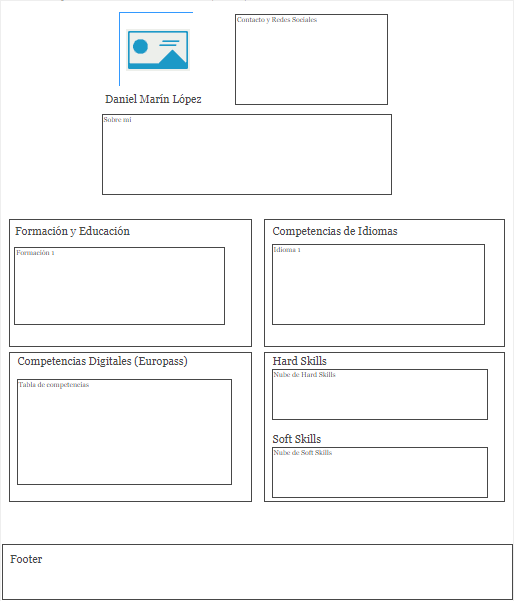 Contacto y Redes Sociales
Daniel Marín López
Sobre mí
Formación y Educación
Formación 1
Competencias de Idiomas
Idioma 1
Competencias Digitales (Europass)
Tabla de competencias
Hard Skills
Nube de Hard Skills
Soft Skills
Nube de Soft Skills
Footer